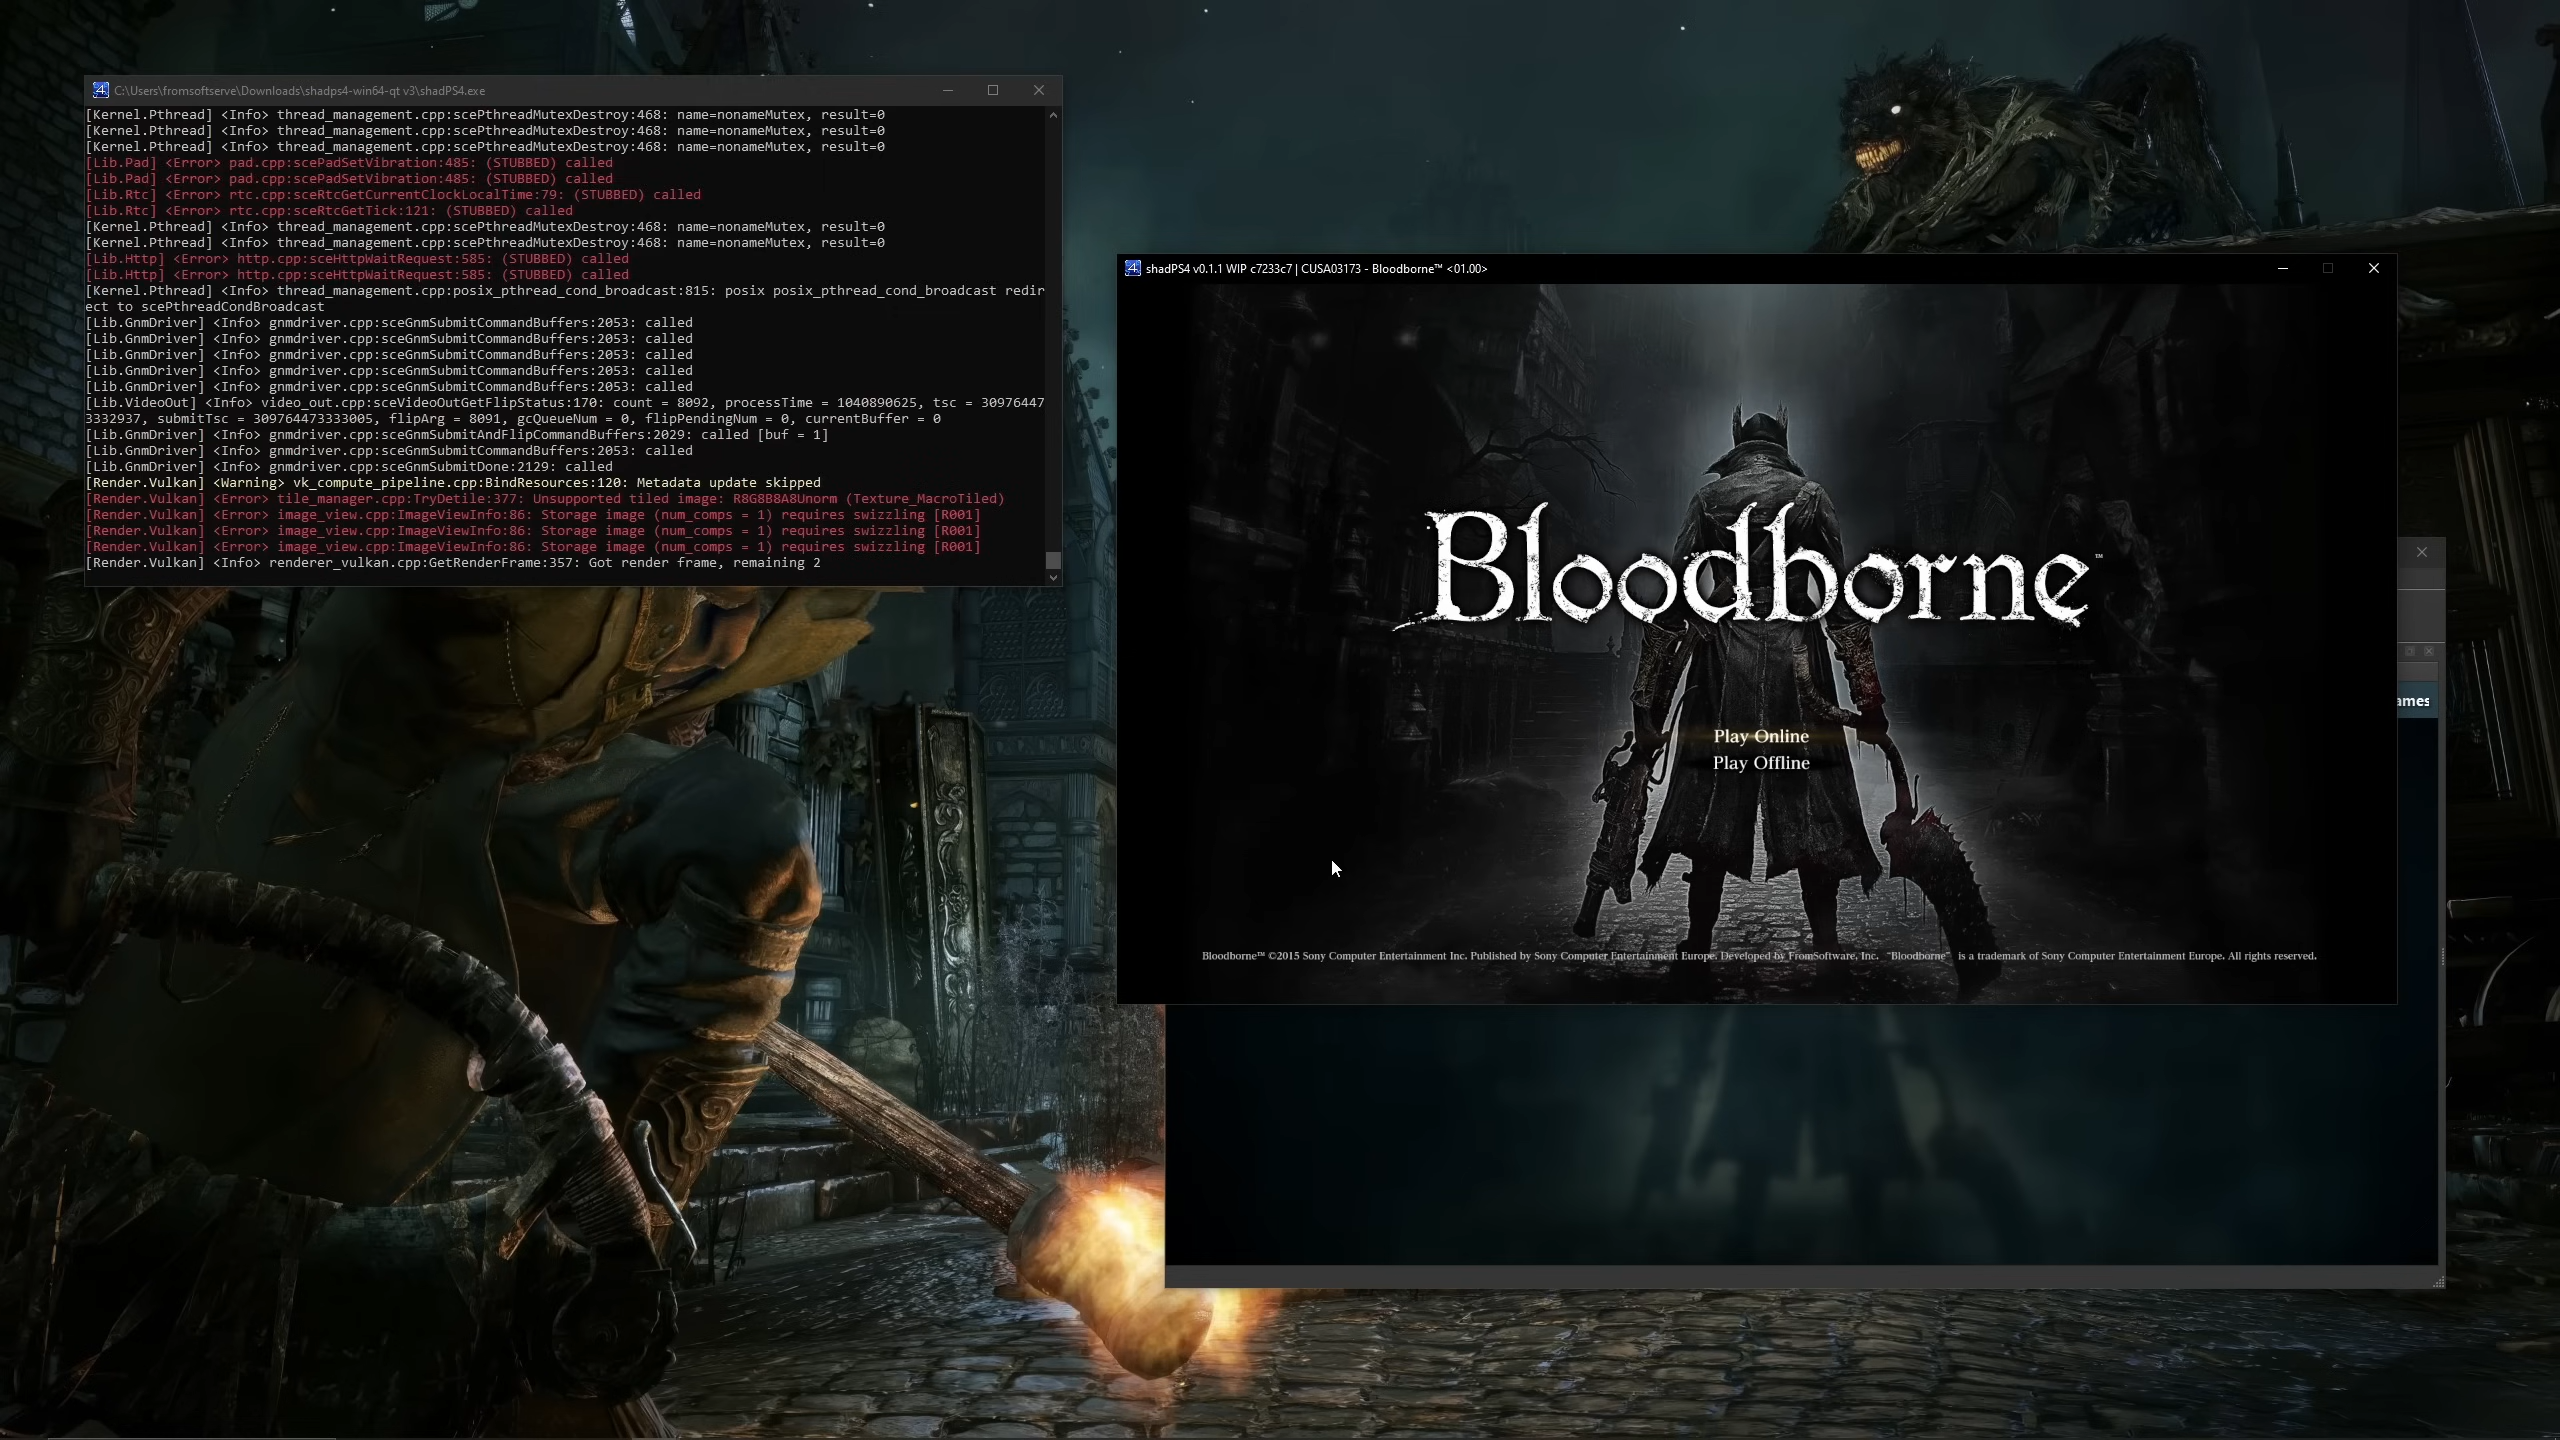 C:\Users\fromsoftserve\Downloads\shadps4-win64-qt v3\shadPS4.exe
[Kernel.Pthread] <Info> thread_management.cpp:scePthreadMutexDestroy:468: name=nonameMutex, result=0
[Kernel.Pthread] <Info> thread_management.cpp:scePthreadMutexDestroy:468: name=nonameMutex, result=0
[Kernel.Pthread] <Info> thread_management.cpp:scePthreadMutexDestroy:468: name=nonameMutex, result=0
[Lib.Pad] <Error> pad.cpp:scePadSetVibration:485: (STUBBED) called
[Lib.Pad] <Error> pad.cpp:scePadSetVibration:485: (STUBBED) called
[Lib.Rtc] <Error> rtc.cpp:sceRtcGetCurrentClockLocalTime:79: (STUBBED) called
[Lib.Rtc] <Error> rtc.cpp:sceRtcGetTick:121: (STUBBED) called
[Kernel.Pthread] <Info> thread_management.cpp:scePthreadMutexDestroy:468: name=nonameMutex, result=0
[Kernel.Pthread] <Info> thread_management.cpp:scePthreadMutexDestroy:468: name=nonameMutex, result=0
[Lib.Http] <Error> http.cpp:sceHttpWaitRequest:585: (STUBBED) called
[Lib.Http] <Error> http.cpp:sceHttpWaitRequest:585: (STUBBED) called
[Kernel.Pthread] <Info> thread_management.cpp:posix_pthread_cond_broadcast:815: posix posix_pthread_cond_broadcast redir
ect to scePthreadCondBroadcast
[Lib.GnmDriver] <Info> gnmdriver.cpp:sceGnmSubmitCommandBuffers:2053: called
[Lib.GnmDriver] <Info> gnmdriver.cpp:sceGnmSubmitCommandBuffers:2053: called
[Lib.GnmDriver] <Info> gnmdriver.cpp:sceGnmSubmitCommandBuffers:2053: called
[Lib.GnmDriver] <Info> gnmdriver.cpp:sceGnmSubmitCommandBuffers:2053: called
[Lib.GnmDriver] <Info> gnmdriver.cpp:sceGnmSubmitCommandBuffers:2053: called
[Lib.VideoOut] <Info> video_out.cpp:sceVideoOutGetFlipStatus:170: count = 8092, processTime = 1040890625, tsc = 30976447
3332937, submitTsc = 309764473333005, flipArg = 8091, gcQueueNum = 0, flipPendingNum = 0, currentBuffer = 0
[Lib.GnmDriver] <Info> gnmdriver.cpp:sceGnmSubmitAndFlipCommandBuffers:2029: called [buf = 1]
[Lib.GnmDriver] <Info> gnmdriver.cpp:sceGnmSubmitCommandBuffers:2053: called
[Lib.GnmDriver] <Info> gnmdriver.cpp:sceGnmSubmitDone:2129: called
[Render.Vulkan] <Warning> vk_compute_pipeline.cpp:BindResources:120: Metadata update skipped
[Render.Vulkan] <Error> tile_manager.cpp:TryDetile:377: Unsupported tiled image: R8G8B8A8Unorm (Texture_MacroTiled)
[Render.Vulkan] <Error> image_view.cpp:ImageViewInfo:86: Storage image (num_comps = 1) requires swizzling [R001]
[Render.Vulkan] <Error> image_view.cpp:ImageViewInfo:86: Storage image (num_comps = 1) requires swizzling [R001]
[Render.Vulkan] <Error> image_view.cpp:ImageViewInfo:86: Storage image (num_comps = 1) requires swizzling [R001]
[Render.Vulkan] <Info> renderer_vulkan.cpp:GetRenderFrame:357: Got render frame, remaining 2
shadPS4 v0.1.1 WIP c7233c7 | CUSA03173 - Bloodborne™ <01.00>
Bloodborne™
Play Online
Play Offline
Bloodborne™ ©2015 Sony Computer Entertainment Inc. Published by Sony Computer Entertainment Europe. Developed by FromSoftware, Inc. "Bloodborne" is a trademark of Sony Computer Entertainment Europe. All rights reserved.
ames